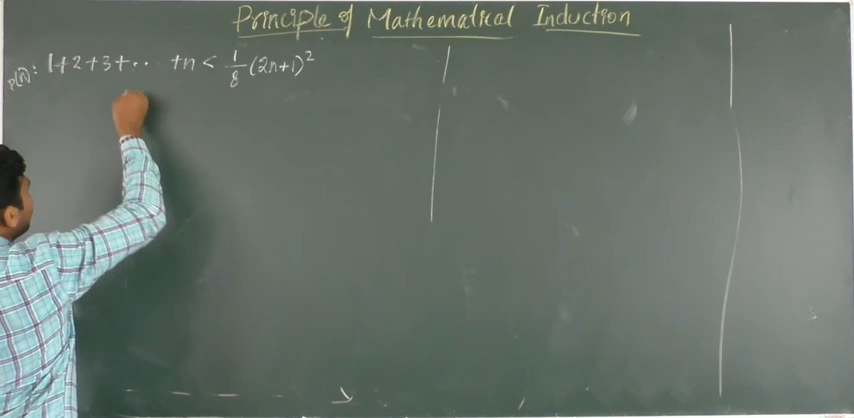 Principle of Mathematical Induction
P(n): 1+2+3+.. +n < 1/8 (2n+1)²